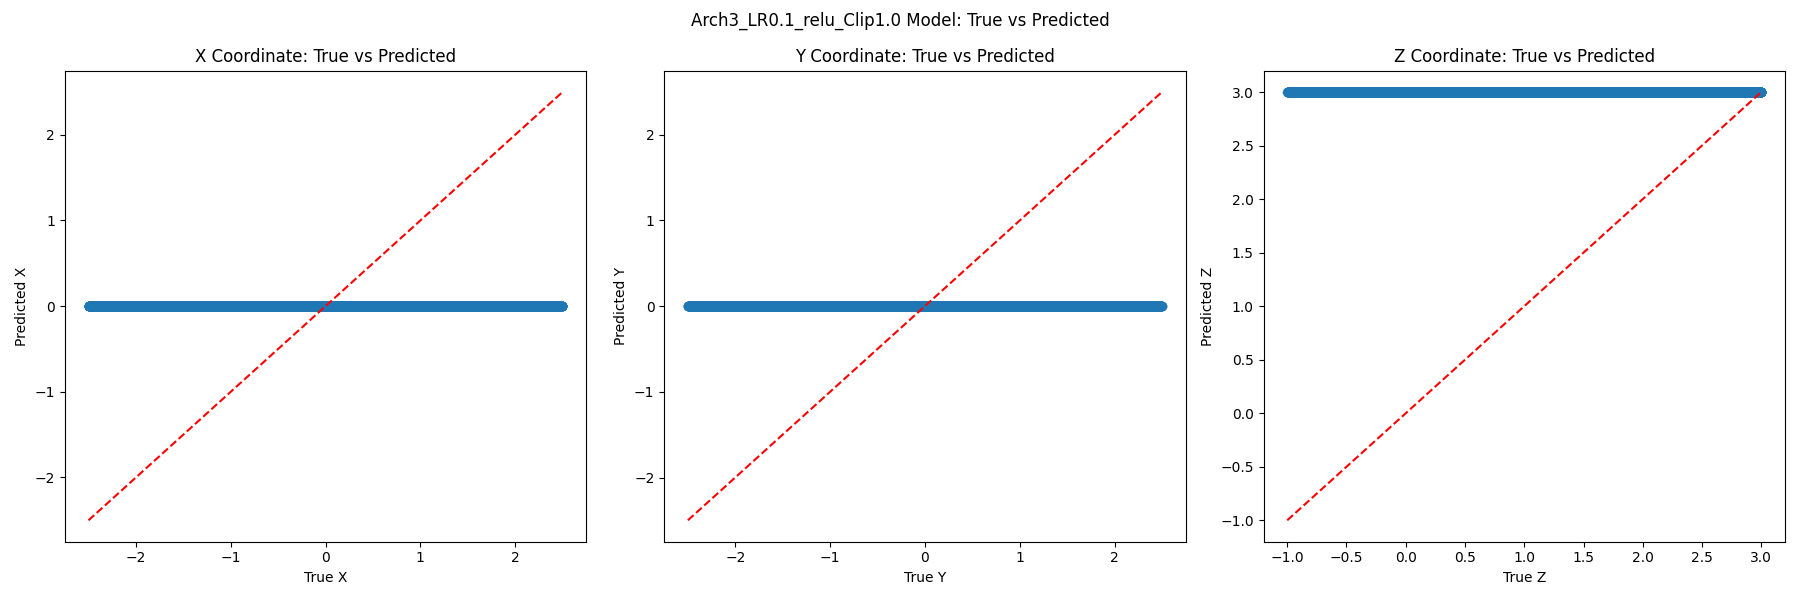 Arch3_LR0.1_relu_Clip1.0 Model: True vs Predicted
X Coordinate: True vs Predicted
Predicted X
2
1
0
−1
−2
−2 −1 0 1 2
True X
Y Coordinate: True vs Predicted
Predicted Y
2
1
0
−1
−2
−2 −1 0 1 2
True Y
Z Coordinate: True vs Predicted
Predicted Z
3.0
2.5
2.0
1.5
1.0
0.5
0.0
−0.5
−1.0
−1.0 −0.5 0.0 0.5 1.0 1.5 2.0 2.5 3.0
True Z